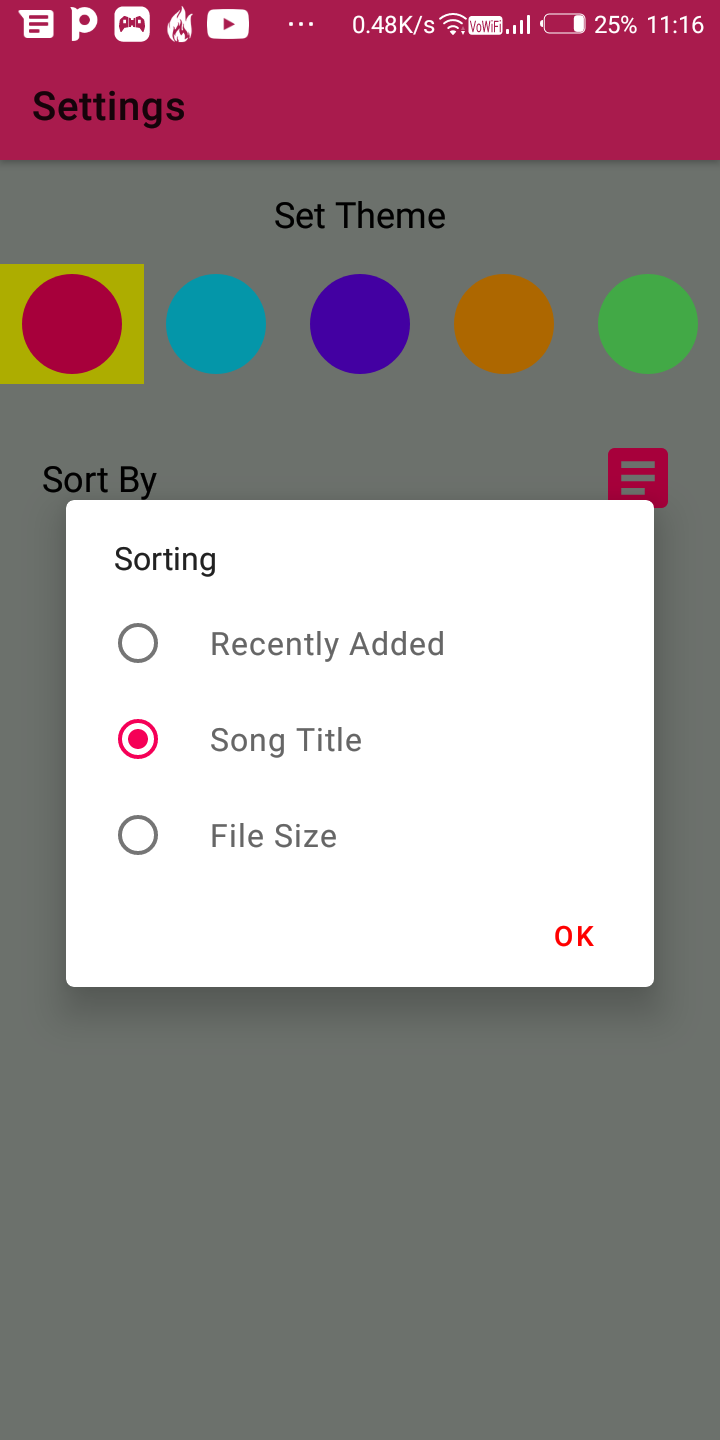 0.48K/s VoWiFi 25% 11:16
Settings
Set Theme
Sort By
Sorting
Recently Added
Song Title
File Size
OK